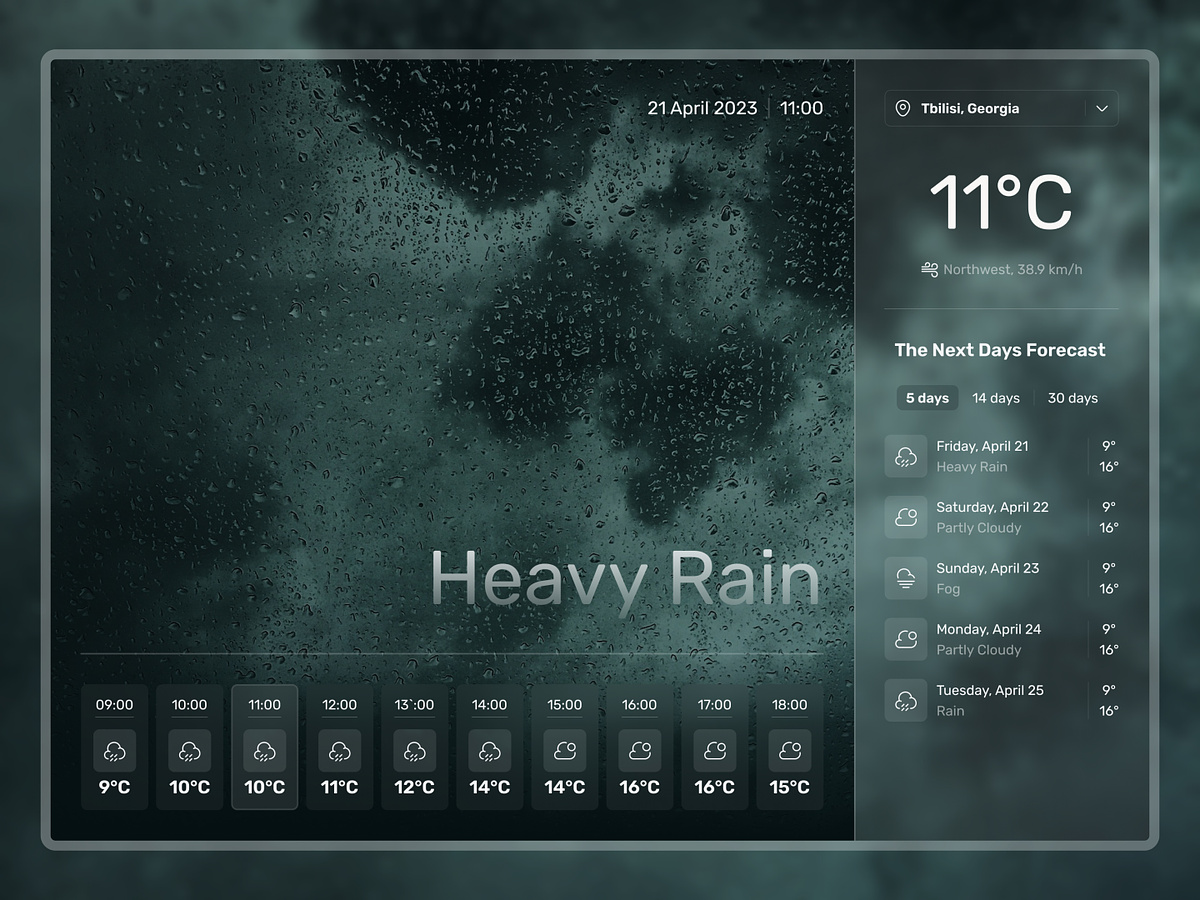 21 April 2023 11:00
Heavy Rain
09:00 10:00 11:00 12:00 13`:00 14:00 15:00 16:00 17:00 18:00
9°C 10°C 10°C 11°C 12°C 14°C 14°C 16°C 16°C 15°C
Tbilisi, Georgia
11°C
Northwest, 38.9 km/h
The Next Days Forecast
5 days 14 days 30 days
Friday, April 21 9°
Heavy Rain 16°
Saturday, April 22 9°
Partly Cloudy 16°
Sunday, April 23 9°
Fog 16°
Monday, April 24 9°
Partly Cloudy 16°
Tuesday, April 25 9°
Rain 16°